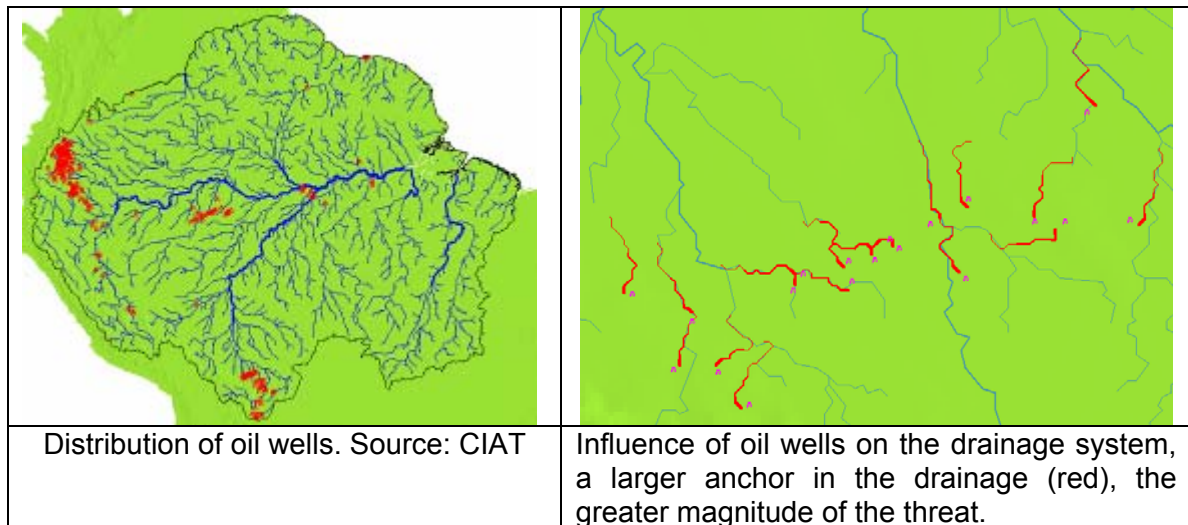 Distribution of oil wells. Source: CIAT
Influence of oil wells on the drainage system,
a larger anchor in the drainage (red), the
greater magnitude of the threat.